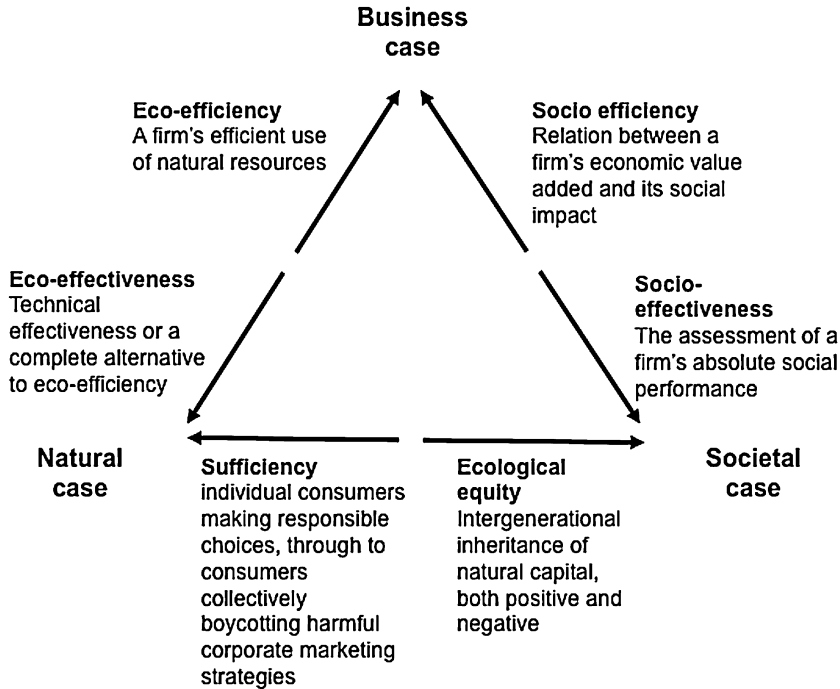 Business
case
Eco-efficiency
A firm's efficient use
of natural resources
Socio efficiency
Relation between a
firm's economic value
added and its social
impact
Eco-effectiveness
Technical
effectiveness or a
complete alternative
to eco-efficiency
Socio-
effectiveness
The assessment of a
firm's absolute social
performance
Natural
case
Sufficiency
individual consumers
making responsible
choices, through to
consumers
collectively
boycotting harmful
corporate marketing
strategies
Ecological
equity
Intergenerational
inheritance of
natural capital,
both positive and
negative
Societal
case